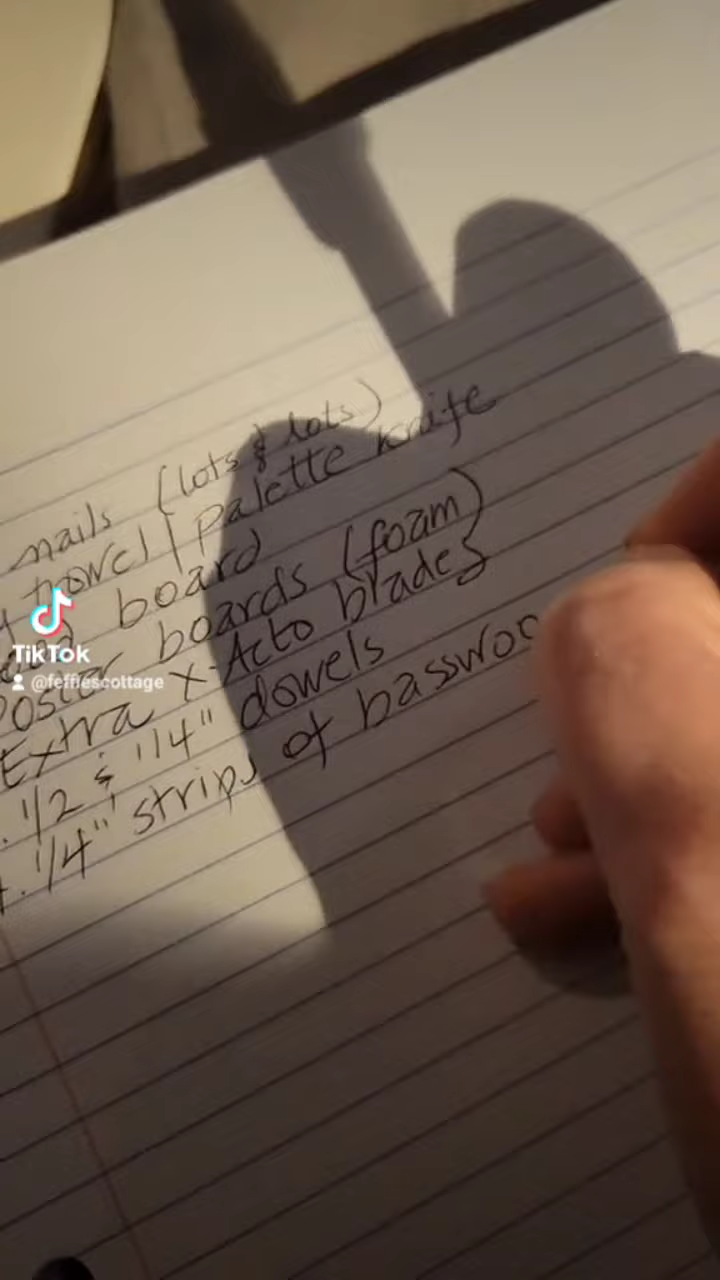 nails (lots & lots)
trowel | palette knife
board
Poster boards (foam)
Extra X-Acto blades
. 1/2 & 1/4" dowels
. 1/4" strips of
TikTok
@feffiescottage